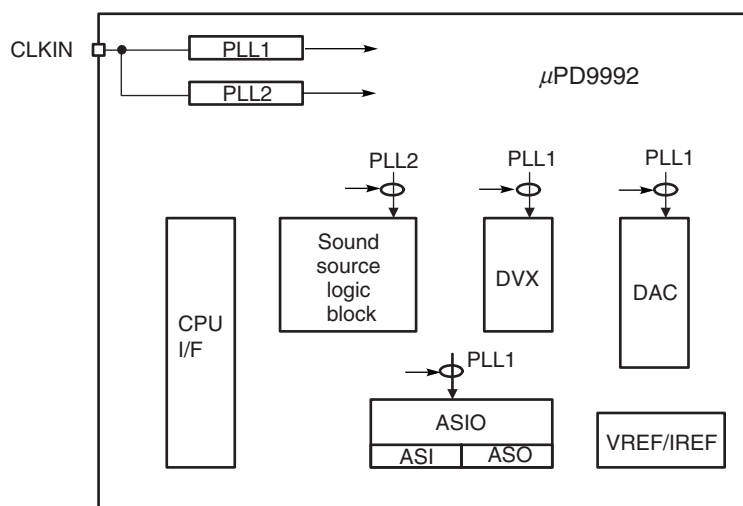 CLKIN
PLL1
PLL2
μPD9992
PLL2
PLL1
PLL1
Sound
source
logic
block
DVX
DAC
CPU
I/F
PLL1
ASIO
ASI
ASO
VREF/IREF